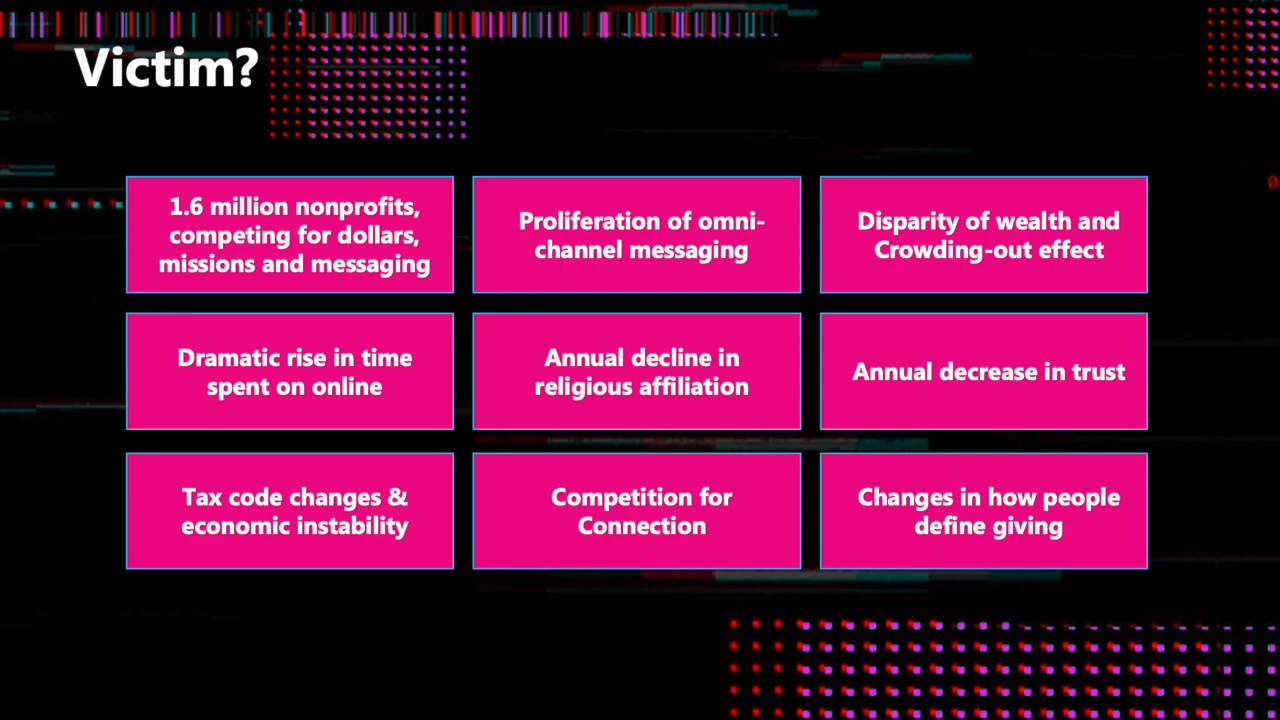 Victim?
1.6 million nonprofits,
competing for dollars,
missions and messaging
Proliferation of omni-
channel messaging
Disparity of wealth and
Crowding-out effect
Dramatic rise in time
spent on online
Annual decline in
religious affiliation
Annual decrease in trust
Tax code changes &
economic instability
Competition for
Connection
Changes in how people
define giving